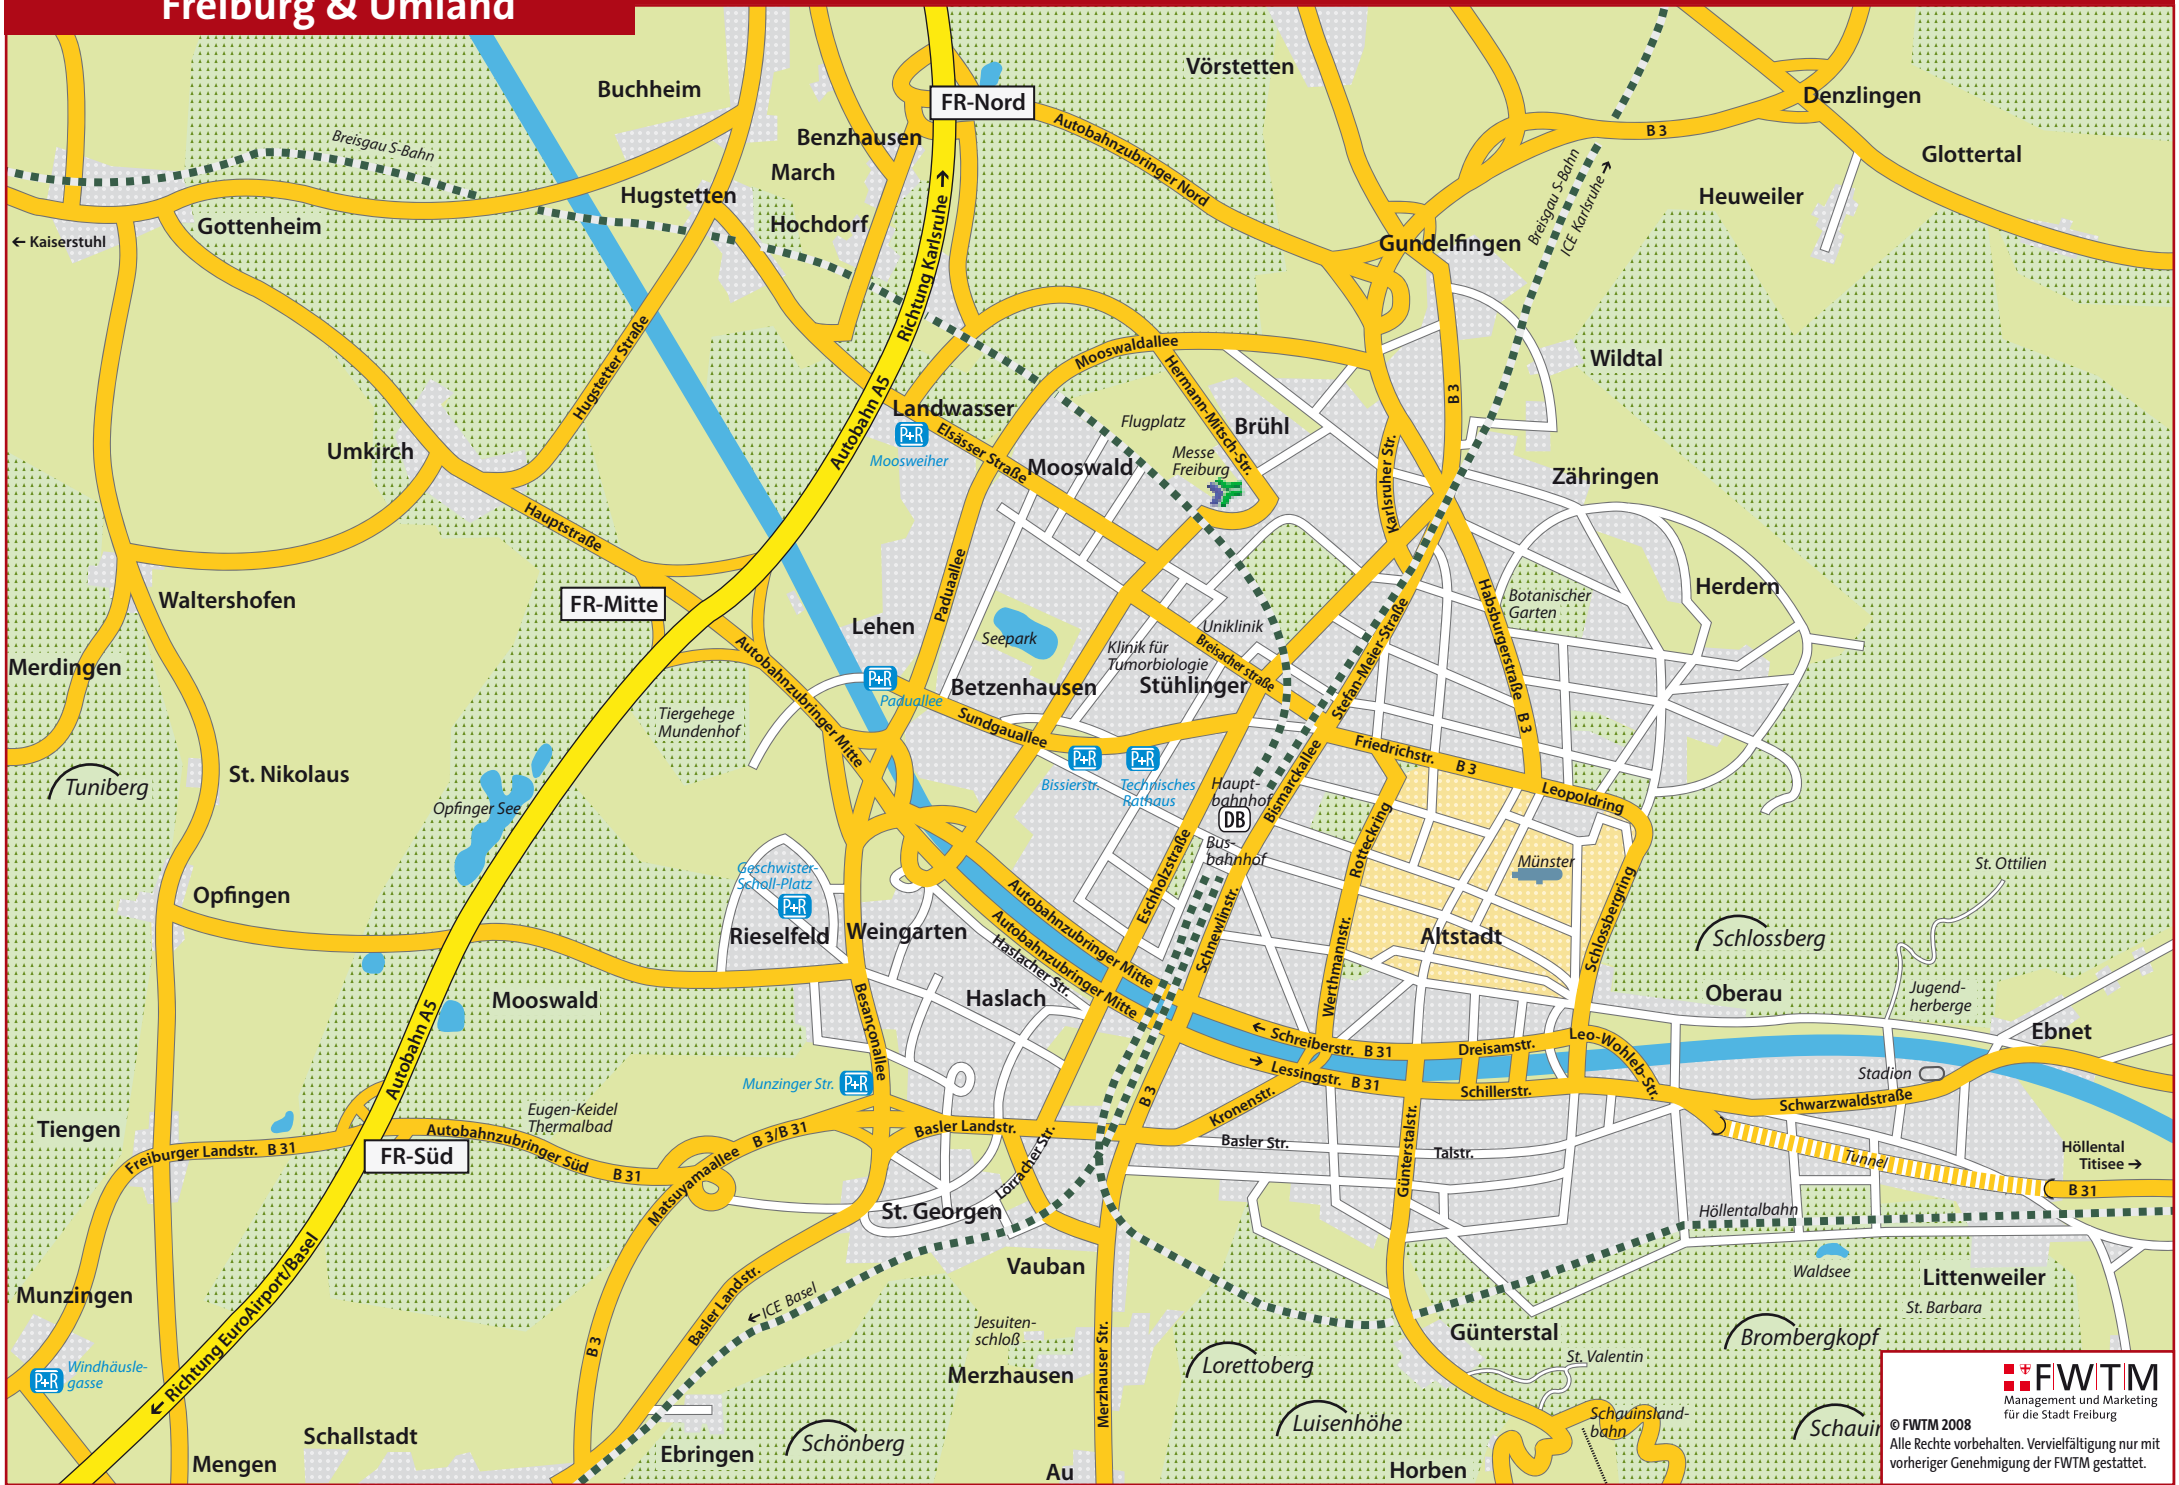 Freiburg & Umland
Vörstetten
Buchheim
FR-Nord
Denzlingen
Breisgau S-Bahn
Benzhausen
Autobahnzubringer Nord
B 3
March
Glottertal
Hugstetten
Heuweiler
Hochdorf
Gottenheim
← Kaiserstuhl
Richtung Karlsruhe →
Gundelfingen
Breisgau S-Bahn
ICE Karlsruhe →
Hugstetter Straße
Mooswaldallee
Hermann-Mitsch-Str.
Wildtal
B 3
Autobahn A5
Landwasser
P+R
Moosweiher
Elsässer Straße
Flugplatz
Brühl
Messe
Freiburg
Umkirch
Mooswald
Karlsruher Str.
Zähringen
Hauptstraße
Paduaallee
FR-Mitte
Waltershofen
Lehen
Seepark
Uniklinik
Klinik für
Tumorbiologie
Breisacher straße
Stühlinger
Stefan-Meier-Straße
Habsburgerstraße
B 3
Botanischer
Garten
Herdern
Merdingen
Autobahnzubringer Mitte
P+R
Paduallee
Betzenhausen
Sundgauallee
Tiergehege
Mundenhof
P+R
Bissierstr.
P+R
Technisches
Rathaus
Friedrichstr.
B 3
Leopoldring
Tuniberg
St. Nikolaus
Opfinger See
Haupt-
bahnhof
DB
Bus-
bahnhof
Bismarckallee
Rotteckring
Münster
St. Ottilien
Geschwister-
Scholl-Platz
P+R
Opfingen
Rieselfeld
Weingarten
Autobahnzubringer Mitte
Autobahnzubringer Mitte
Haslacher Str.
Eschholzstraße
Schnewlinstr.
Werthmannstr.
Altstadt
Schlossbergring
Schlossberg
Mooswald
Haslach
Besançonallee
Oberau
Jugend-
herberge
Ebnet
Autobahn A5
← Schreiberstr. B 31
Dreisamstr.
Leo-Wohleb-Str.
→ Lessingstr. B 31
Schillerstr.
Stadion
Schwarzwaldstraße
Munzinger Str.
P+R
B 3
Kronenstr.
Eugen-Keidel
Thermalbad
Tiengen
Freiburger Landstr. B 31
FR-Süd
Autobahnzubringer Süd
B 31
B 3/B 31
Matsuyamaallee
Basler Landstr.
Lörracher Str.
Basler Str.
Talstr.
Günterstalstr.
Tunnel
Höllental
Titisee →
B 31
Höllentalbahn
St. Georgen
Vauban
Waldsee
Littenweiler
St. Barbara
Munzingen
Richtung EuroAirport/Basel
←
P+R
Windhäusle-
gasse
B 3
Basler Landstr.
← ICE Basel
Jesuiten-
schloß
Merzhausen
Merzhauser Str.
Lorettoberg
Günterstal
St. Valentin
Brombergkopf
Luisenhöhe
Schauinsland-
bahn
Schauin
Schallstadt
Mengen
Ebringen
Schönberg
Au
Horben
FWTM
Management und Marketing
für die Stadt Freiburg
© FWTM 2008
Alle Rechte vorbehalten. Vervielfältigung nur mit
vorheriger Genehmigung der FWTM gestattet.